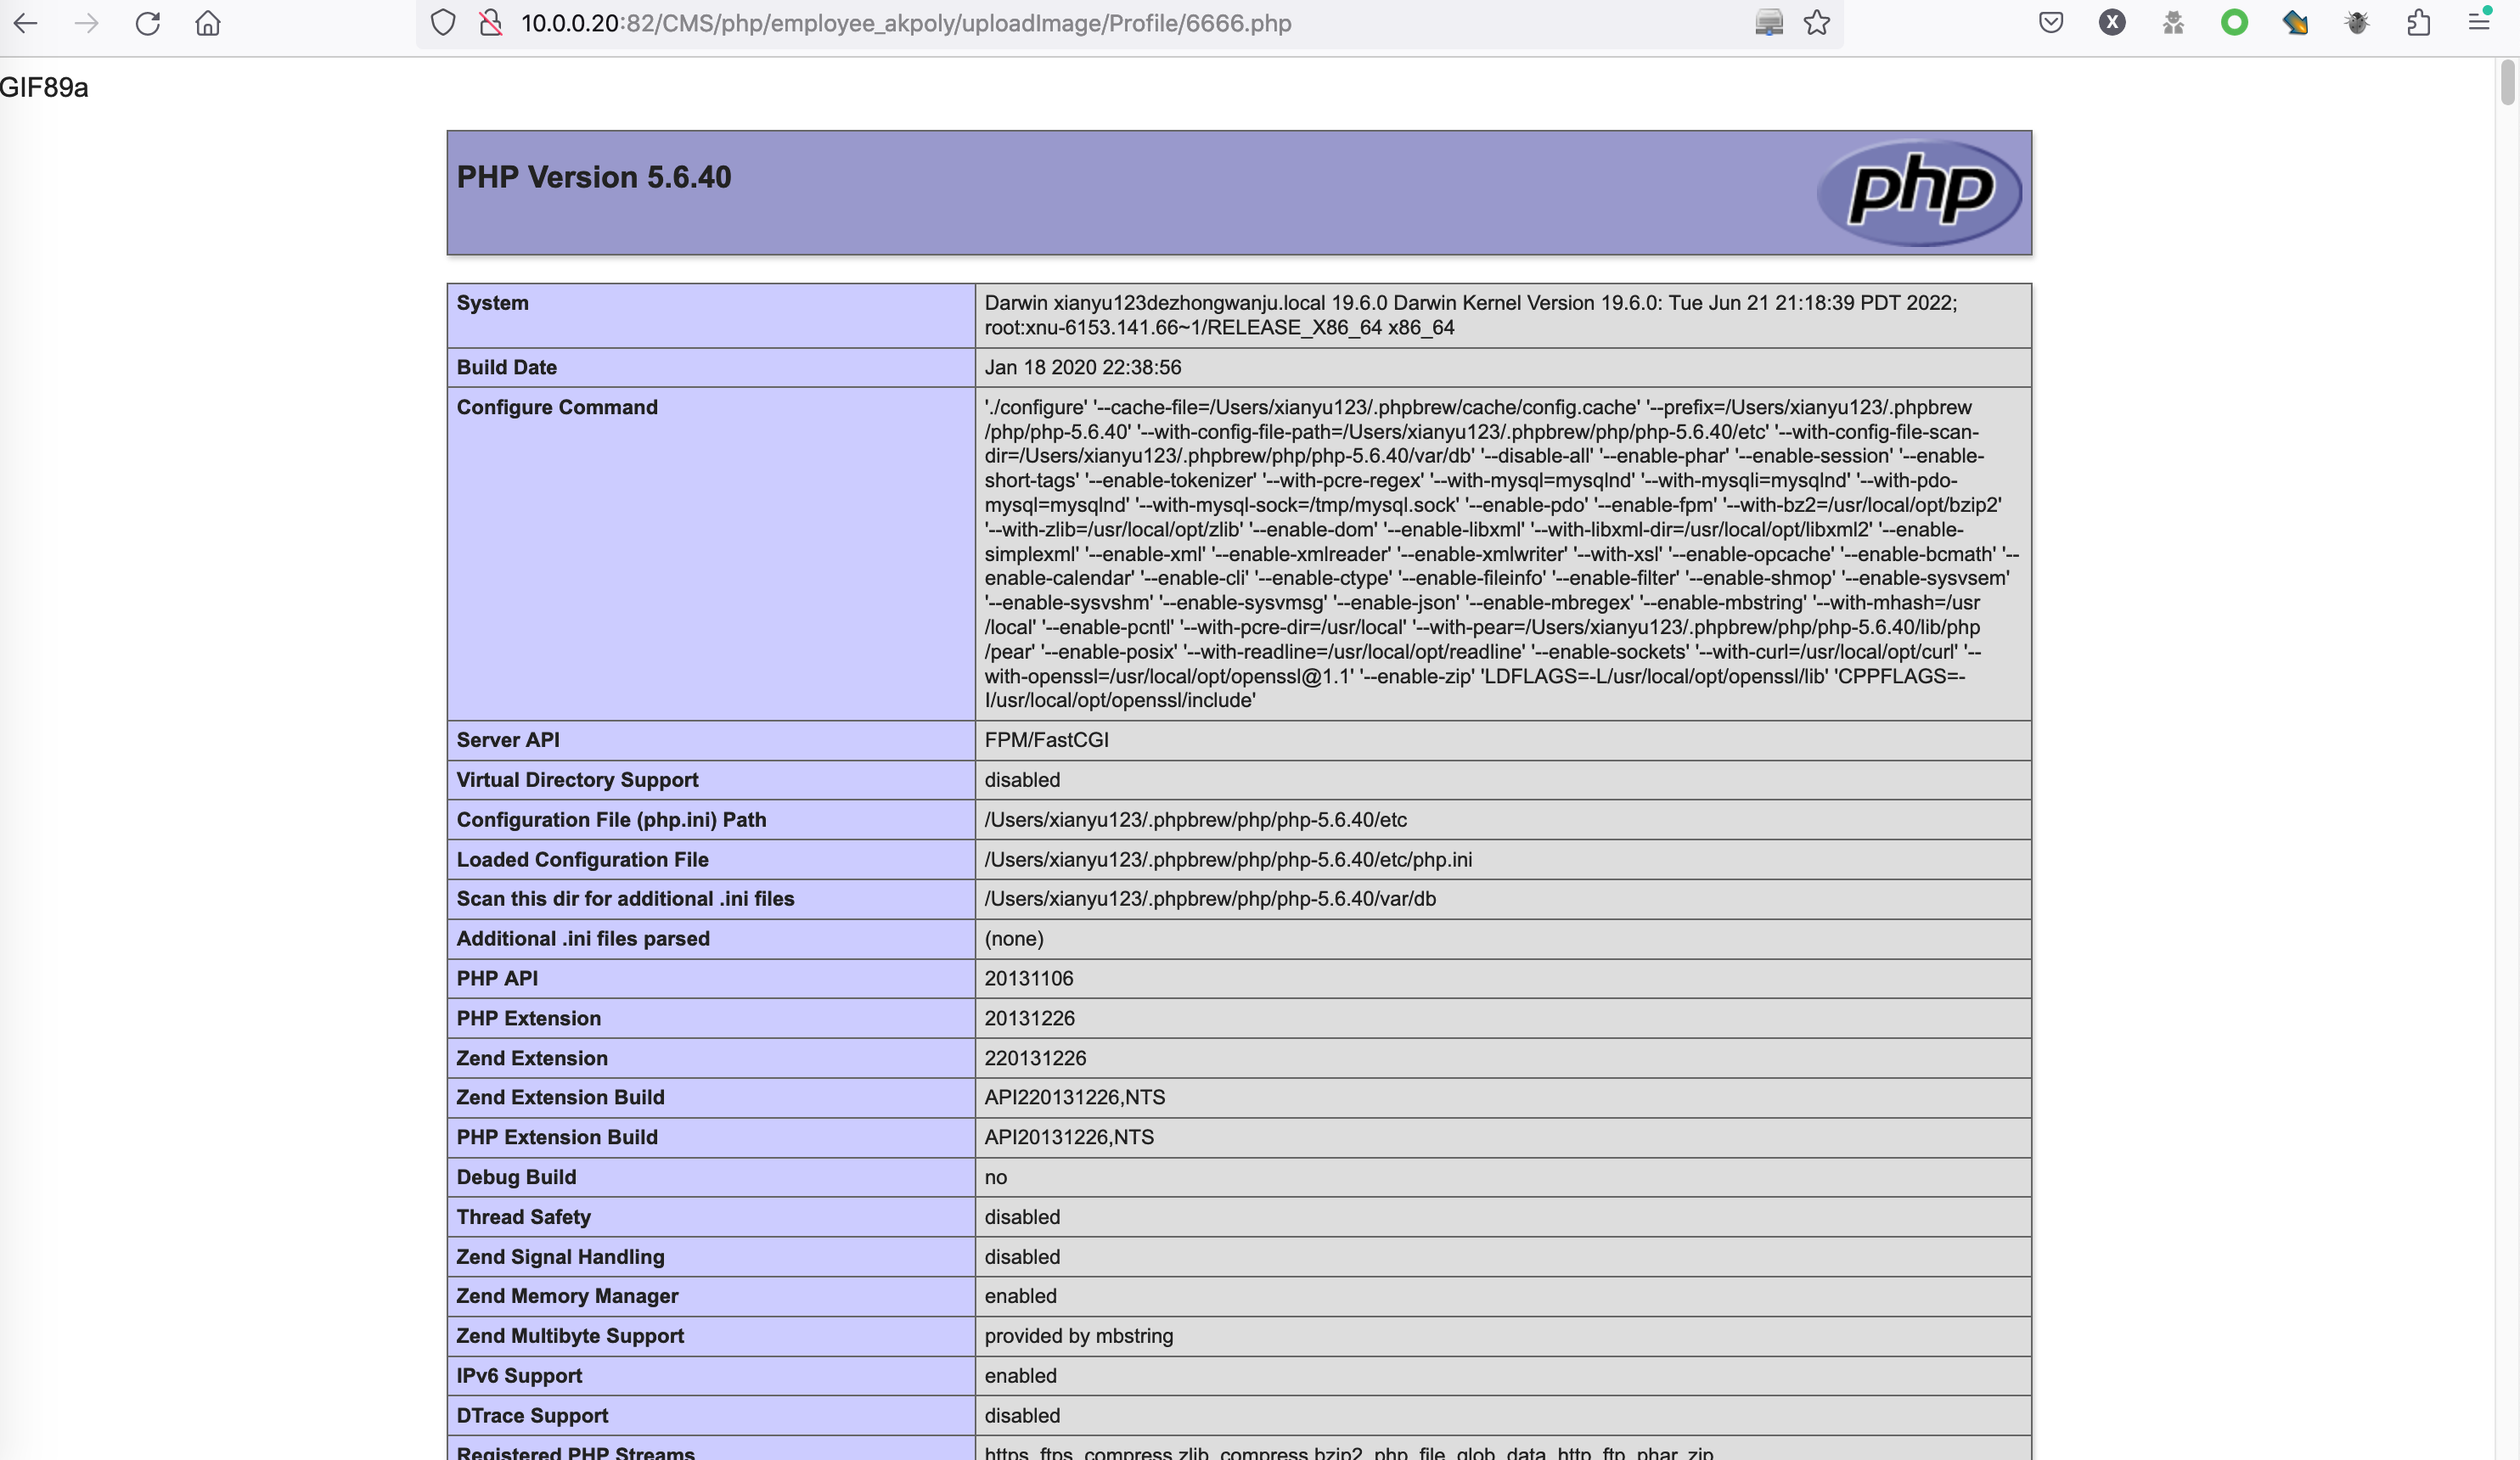 10.0.0.20:82/CMS/php/employee_akpoly/uploadImage/Profile/6666.php
X
GIF89a
PHP Version 5.6.40
php
System
Darwin xianyu123dezhongwanju.local 19.6.0 Darwin Kernel Version 19.6.0: Tue Jun 21 21:18:39 PDT 2022;
root:xnu-6153.141.66~1/RELEASE_X86_64 x86_64
Build Date
Jan 18 2020 22:38:56
Configure Command
'./configure' '--cache-file=/Users/xianyu123/.phpbrew/cache/config.cache' '--prefix=/Users/xianyu123/.phpbrew
/php/php-5.6.40' '--with-config-file-path=/Users/xianyu123/.phpbrew/php/php-5.6.40/etc' '--with-config-file-scan-
dir=/Users/xianyu123/.phpbrew/php/php-5.6.40/var/db' '--disable-all' '--enable-phar' '--enable-session' '--enable-
short-tags' '--enable-tokenizer' '--with-pcre-regex' '--with-mysql=mysqlnd' '--with-mysqli=mysqlnd' '--with-pdo-
mysql=mysqlnd' '--with-mysql-sock=/tmp/mysql.sock' '--enable-pdo' '--enable-fpm' '--with-bz2=/usr/local/opt/bzip2'
'--with-zlib=/usr/local/opt/zlib' '--enable-dom' '--enable-libxml' '--with-libxml-dir=/usr/local/opt/libxml2' '--enable-
simplexml' '--enable-xml' '--enable-xmlreader' '--enable-xmlwriter' '--with-xsl' '--enable-opcache' '--enable-bcmath' '--
enable-calendar' '--enable-cli' '--enable-ctype' '--enable-fileinfo' '--enable-filter' '--enable-shmop' '--enable-sysvsem'
'--enable-sysvshm' '--enable-sysvmsg' '--enable-json' '--enable-mbregex' '--enable-mbstring' '--with-mhash=/usr
/local' '--enable-pcntl' '--with-pcre-dir=/usr/local' '--with-pear=/Users/xianyu123/.phpbrew/php/php-5.6.40/lib/php
/pear' '--enable-posix' '--with-readline=/usr/local/opt/readline' '--enable-sockets' '--with-curl=/usr/local/opt/curl' '--
with-openssl=/usr/local/opt/openssl@1.1' '--enable-zip' 'LDFLAGS=-L/usr/local/opt/openssl/lib' 'CPPFLAGS=-
I/usr/local/opt/openssl/include'
Server API
FPM/FastCGI
Virtual Directory Support
disabled
Configuration File (php.ini) Path
/Users/xianyu123/.phpbrew/php/php-5.6.40/etc
Loaded Configuration File
/Users/xianyu123/.phpbrew/php/php-5.6.40/etc/php.ini
Scan this dir for additional .ini files
/Users/xianyu123/.phpbrew/php/php-5.6.40/var/db
Additional .ini files parsed
(none)
PHP API
20131106
PHP Extension
20131226
Zend Extension
220131226
Zend Extension Build
API220131226,NTS
PHP Extension Build
API20131226,NTS
Debug Build
no
Thread Safety
disabled
Zend Signal Handling
disabled
Zend Memory Manager
enabled
Zend Multibyte Support
provided by mbstring
IPv6 Support
enabled
DTrace Support
disabled
Registered PHP Streams
https, ftps, compress.zlib, compress.bzip2, php, file, glob, data, http, ftp, phar, zip